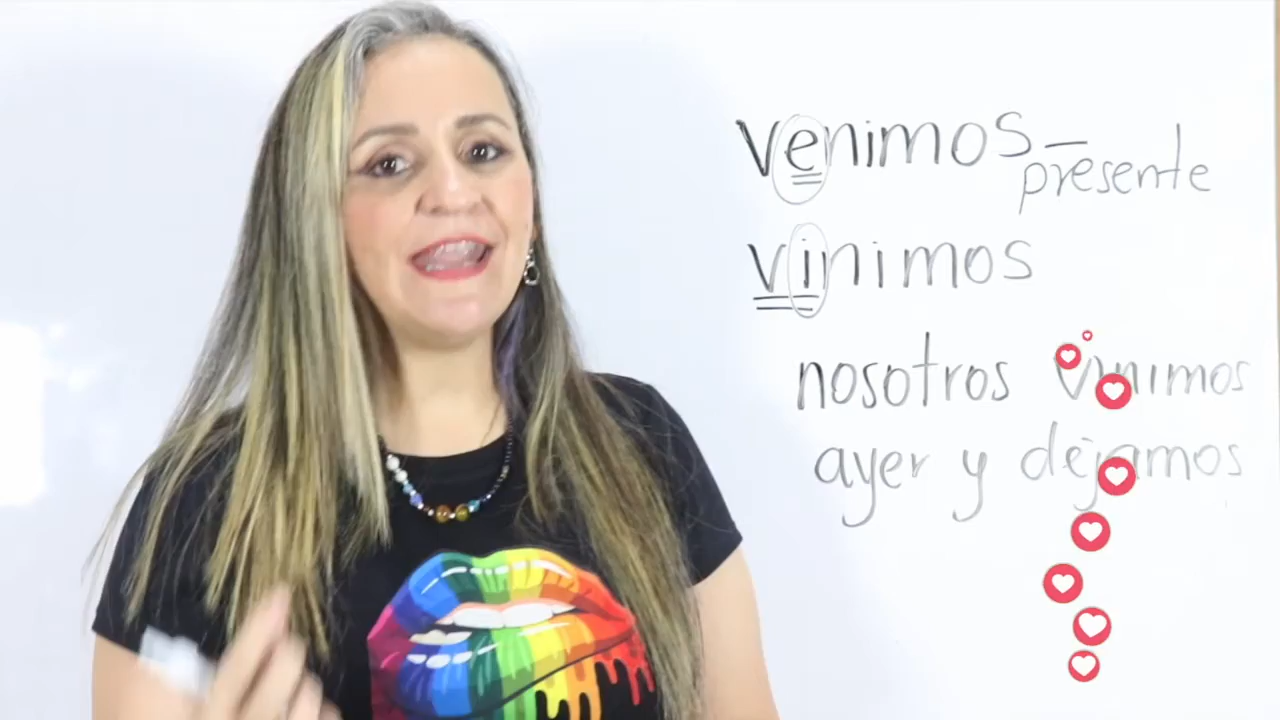 venimos -
presente
vinimos
nosotros vinimos
ayer y dejamos